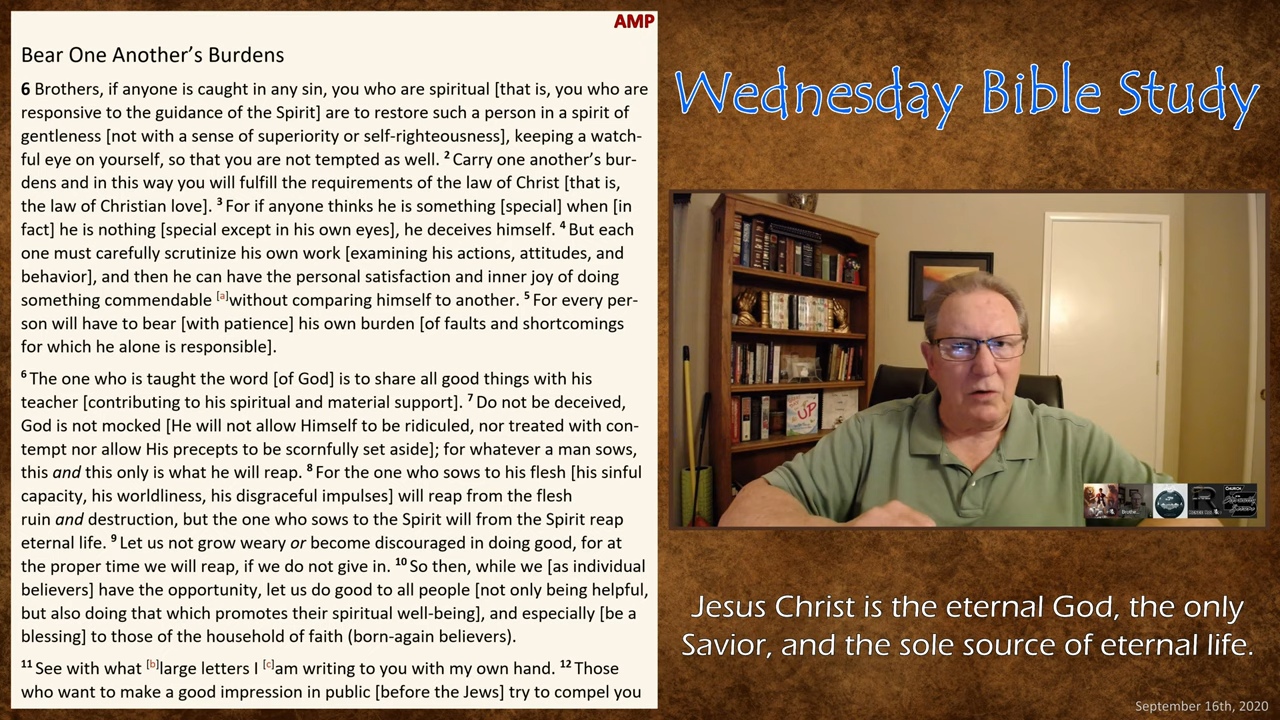 AMP
Bear One Another’s Burdens
6 Brothers, if anyone is caught in any sin, you who are spiritual [that is, you who are
responsive to the guidance of the Spirit] are to restore such a person in a spirit of
gentleness [not with a sense of superiority or self-righteousness], keeping a watch-
ful eye on yourself, so that you are not tempted as well. 2 Carry one another’s bur-
dens and in this way you will fulfill the requirements of the law of Christ [that is,
the law of Christian love]. 3 For if anyone thinks he is something [special] when [in
fact] he is nothing [special except in his own eyes], he deceives himself. 4 But each
one must carefully scrutinize his own work [examining his actions, attitudes, and
behavior], and then he can have the personal satisfaction and inner joy of doing
something commendable [a]without comparing himself to another. 5 For every per-
son will have to bear [with patience] his own burden [of faults and shortcomings
for which he alone is responsible].
6 The one who is taught the word [of God] is to share all good things with his
teacher [contributing to his spiritual and material support]. 7 Do not be deceived,
God is not mocked [He will not allow Himself to be ridiculed, nor treated with con-
tempt nor allow His precepts to be scornfully set aside]; for whatever a man sows,
this and this only is what he will reap. 8 For the one who sows to his flesh [his sinful
capacity, his worldliness, his disgraceful impulses] will reap from the flesh
ruin and destruction, but the one who sows to the Spirit will from the Spirit reap
eternal life. 9 Let us not grow weary or become discouraged in doing good, for at
the proper time we will reap, if we do not give in. 10 So then, while we [as individual
believers] have the opportunity, let us do good to all people [not only being helpful,
but also doing that which promotes their spiritual well-being], and especially [be a
blessing] to those of the household of faith (born-again believers).
11 See with what [b]large letters I [c]am writing to you with my own hand. 12 Those
who want to make a good impression in public [before the Jews] try to compel you
Wednesday Bible Study
UP
CHURCH
Jesus Christ is the eternal God, the only
Savior, and the sole source of eternal life.
September 16th, 2020